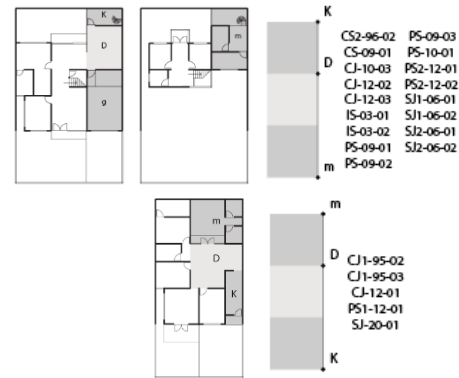 K
D
g
m
K
D
m
CS2-96-02 PS-09-03
CS-09-01 PS-10-01
CJ-10-03 PS2-12-01
CJ-12-02 PS2-12-02
CJ-12-03 SJ1-06-01
IS-03-01 SJ1-06-02
IS-03-02 SJ2-06-01
PS-09-01 SJ2-06-02
PS-09-02
m
D
K
m
D
K
CJ1-95-02
CJ1-95-03
CJ-12-01
PS1-12-01
SJ-20-01